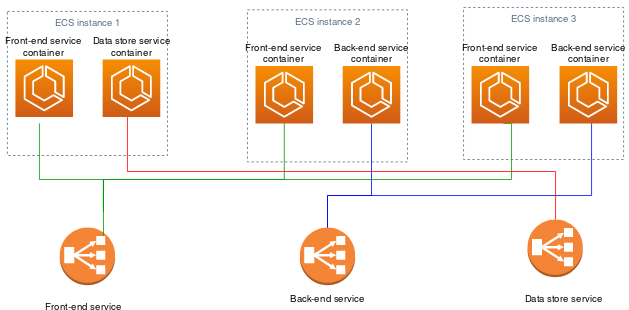 ECS instance 1
ECS instance 2
ECS instance 3
Front-end service
container
Data store service
container
Front-end service
container
Back-end service
container
Front-end service
container
Back-end service
container
Front-end service
Back-end service
Data store service